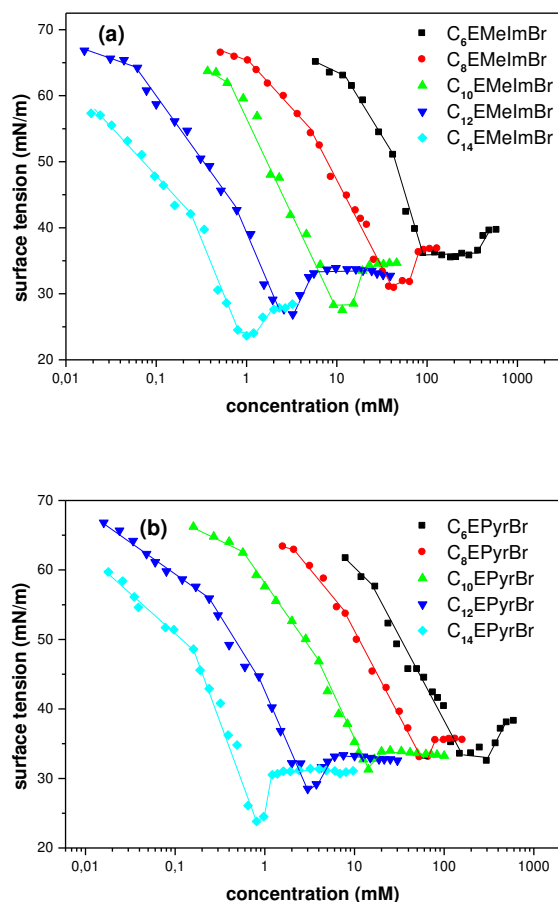 (a)
C₆EMeImBr
C₈EMeImBr
C₁₀EMeImBr
C₁₂EMeImBr
C₁₄EMeImBr
70
60
50
40
30
20
surface tension (mN/m)
0,01 0,1 1 10 100 1000
concentration (mM)
(b)
C₆EPyrBr
C₈EPyrBr
C₁₀EPyrBr
C₁₂EPyrBr
C₁₄EPyrBr
70
60
50
40
30
20
surface tension (mN/m)
0,01 0,1 1 10 100 1000
concentration (mM)